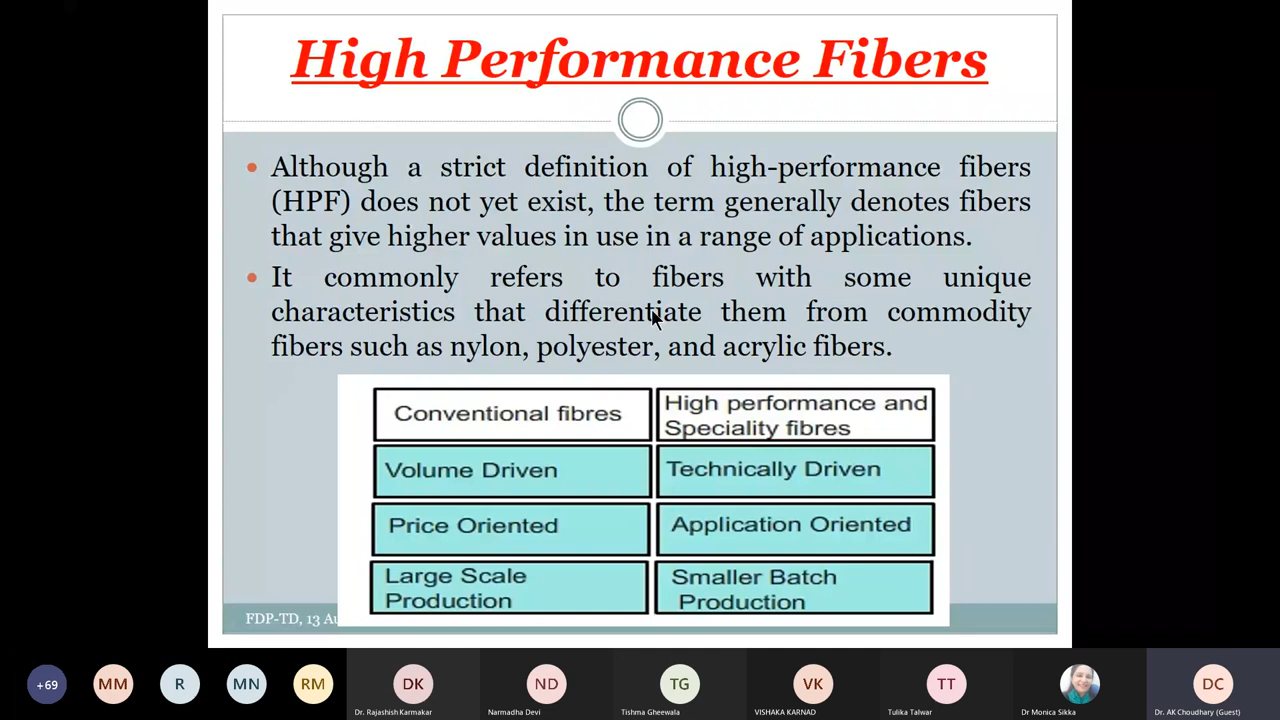 High Performance Fibers
• Although a strict definition of high-performance fibers
(HPF) does not yet exist, the term generally denotes fibers
that give higher values in use in a range of applications.
• It commonly refers to fibers with some unique
characteristics that differentiate them from commodity
fibers such as nylon, polyester, and acrylic fibers.
Conventional fibres
High performance and
Speciality fibres
Volume Driven
Technically Driven
Price Oriented
Application Oriented
Large Scale
Production
Smaller Batch
Production
FDP-TD, 13
+69
MM
R
MN
RM
DK
ND
TG
VK
TT
DC
Dr. Rajashish Karmakar
Narmadha Devi
Tishma Gheewala
VISHAKA KARNAD
Tulika Talwar
Dr Monica Sikka
Dr. AK Choudhary (Guest)